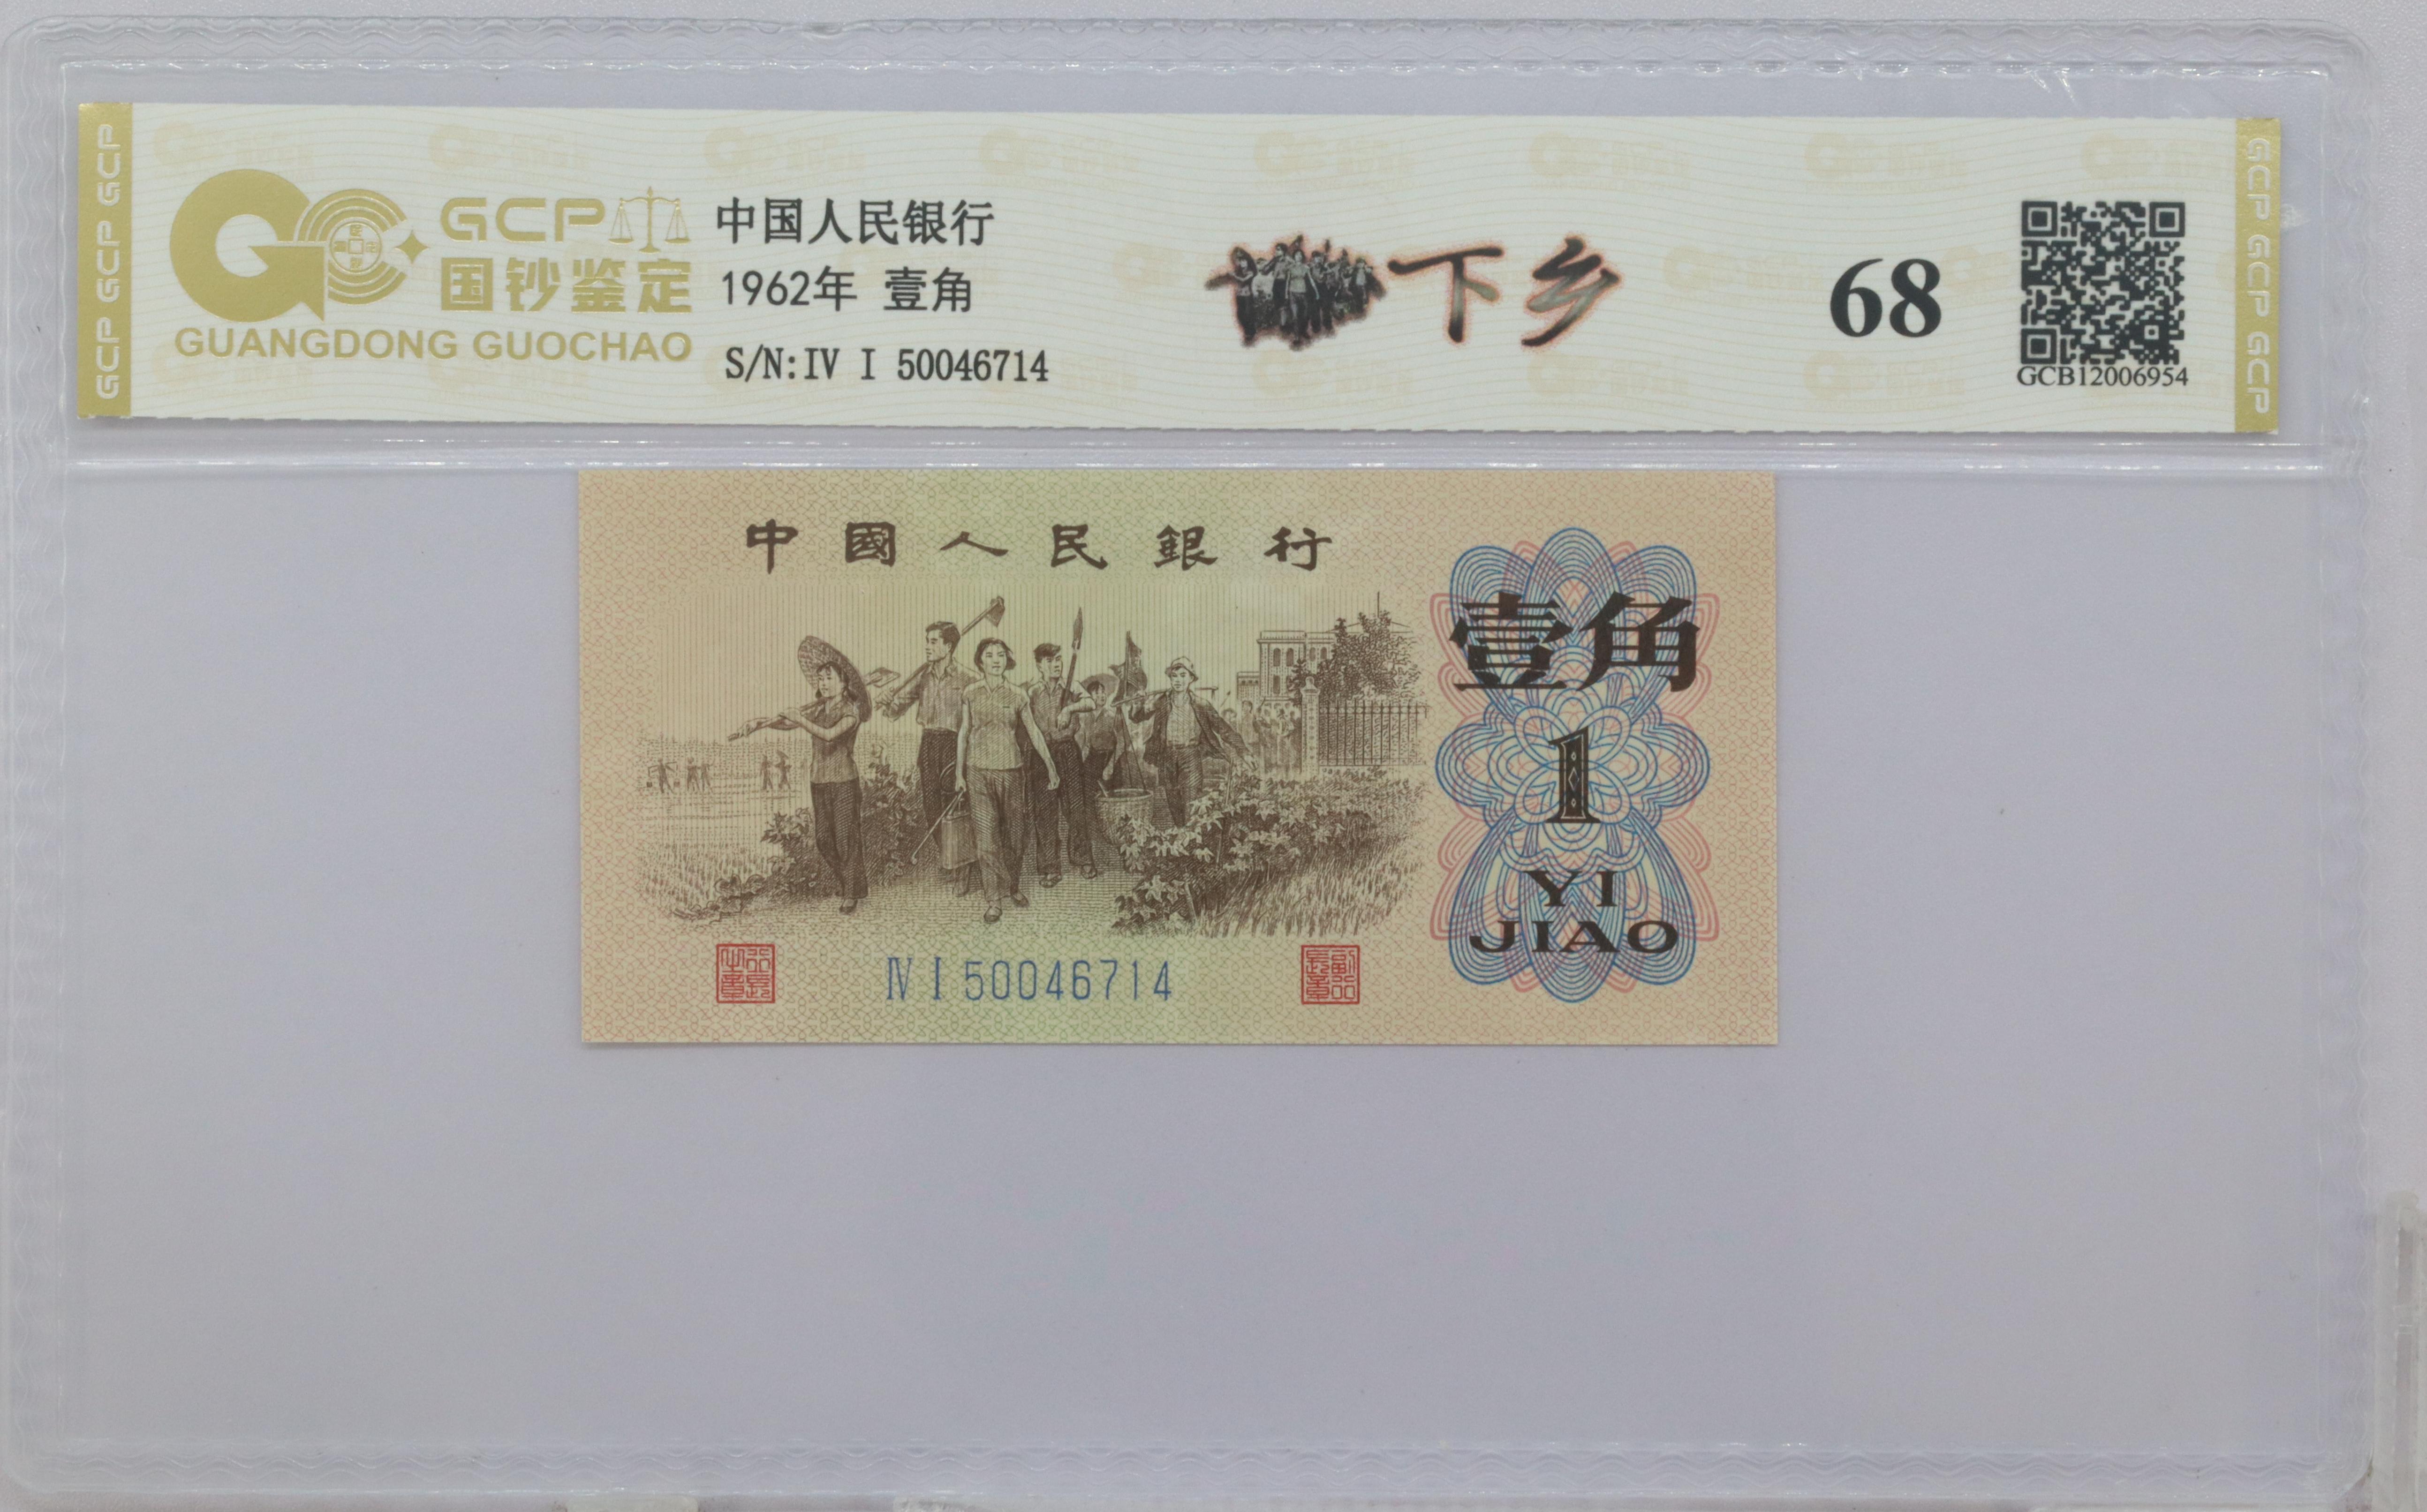 GCP GCP GCP
GCP
国钞鉴定
GUANGDONG GUOCHAO
中国人民银行
1962年 壹角
S/N:IV I 50046714
下乡
68
GCB12006954
GCP GCP GCP
中國人民銀行
壹角
1
YI
JIAO
IV I 50046714